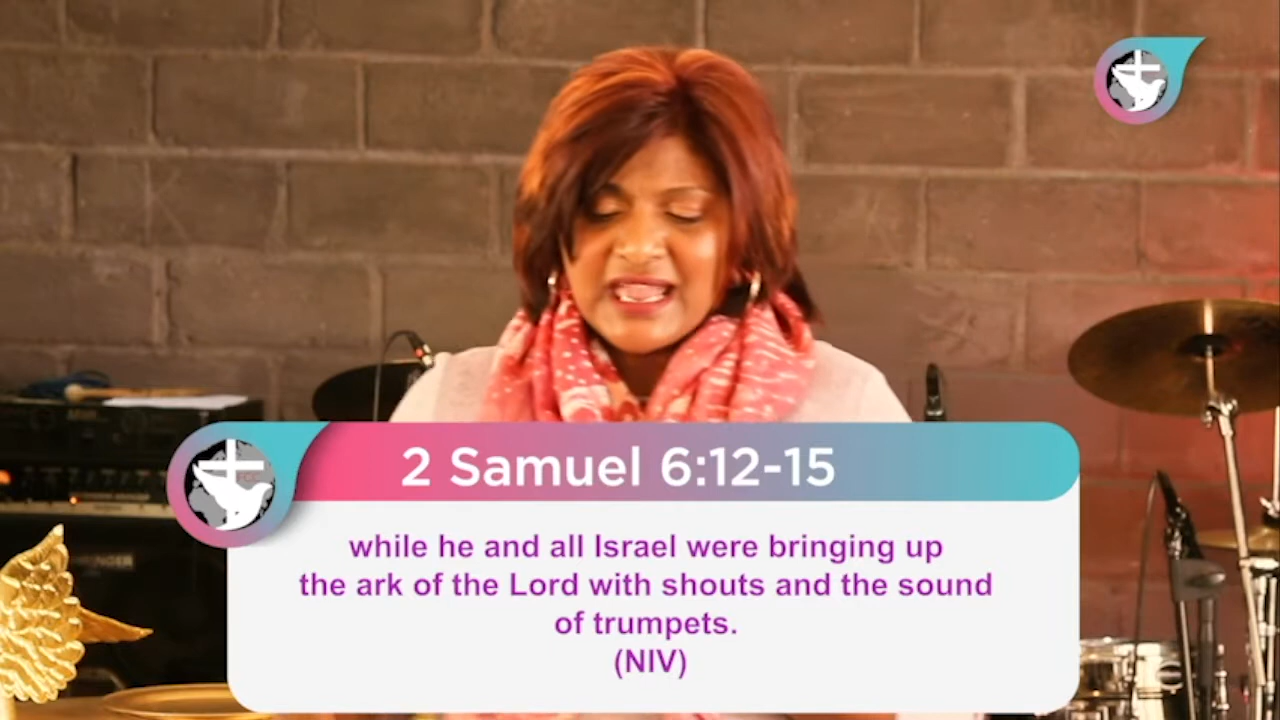 2 Samuel 6:12-15
FCC
while he and all Israel were bringing up
the ark of the Lord with shouts and the sound
of trumpets.
(NIV)